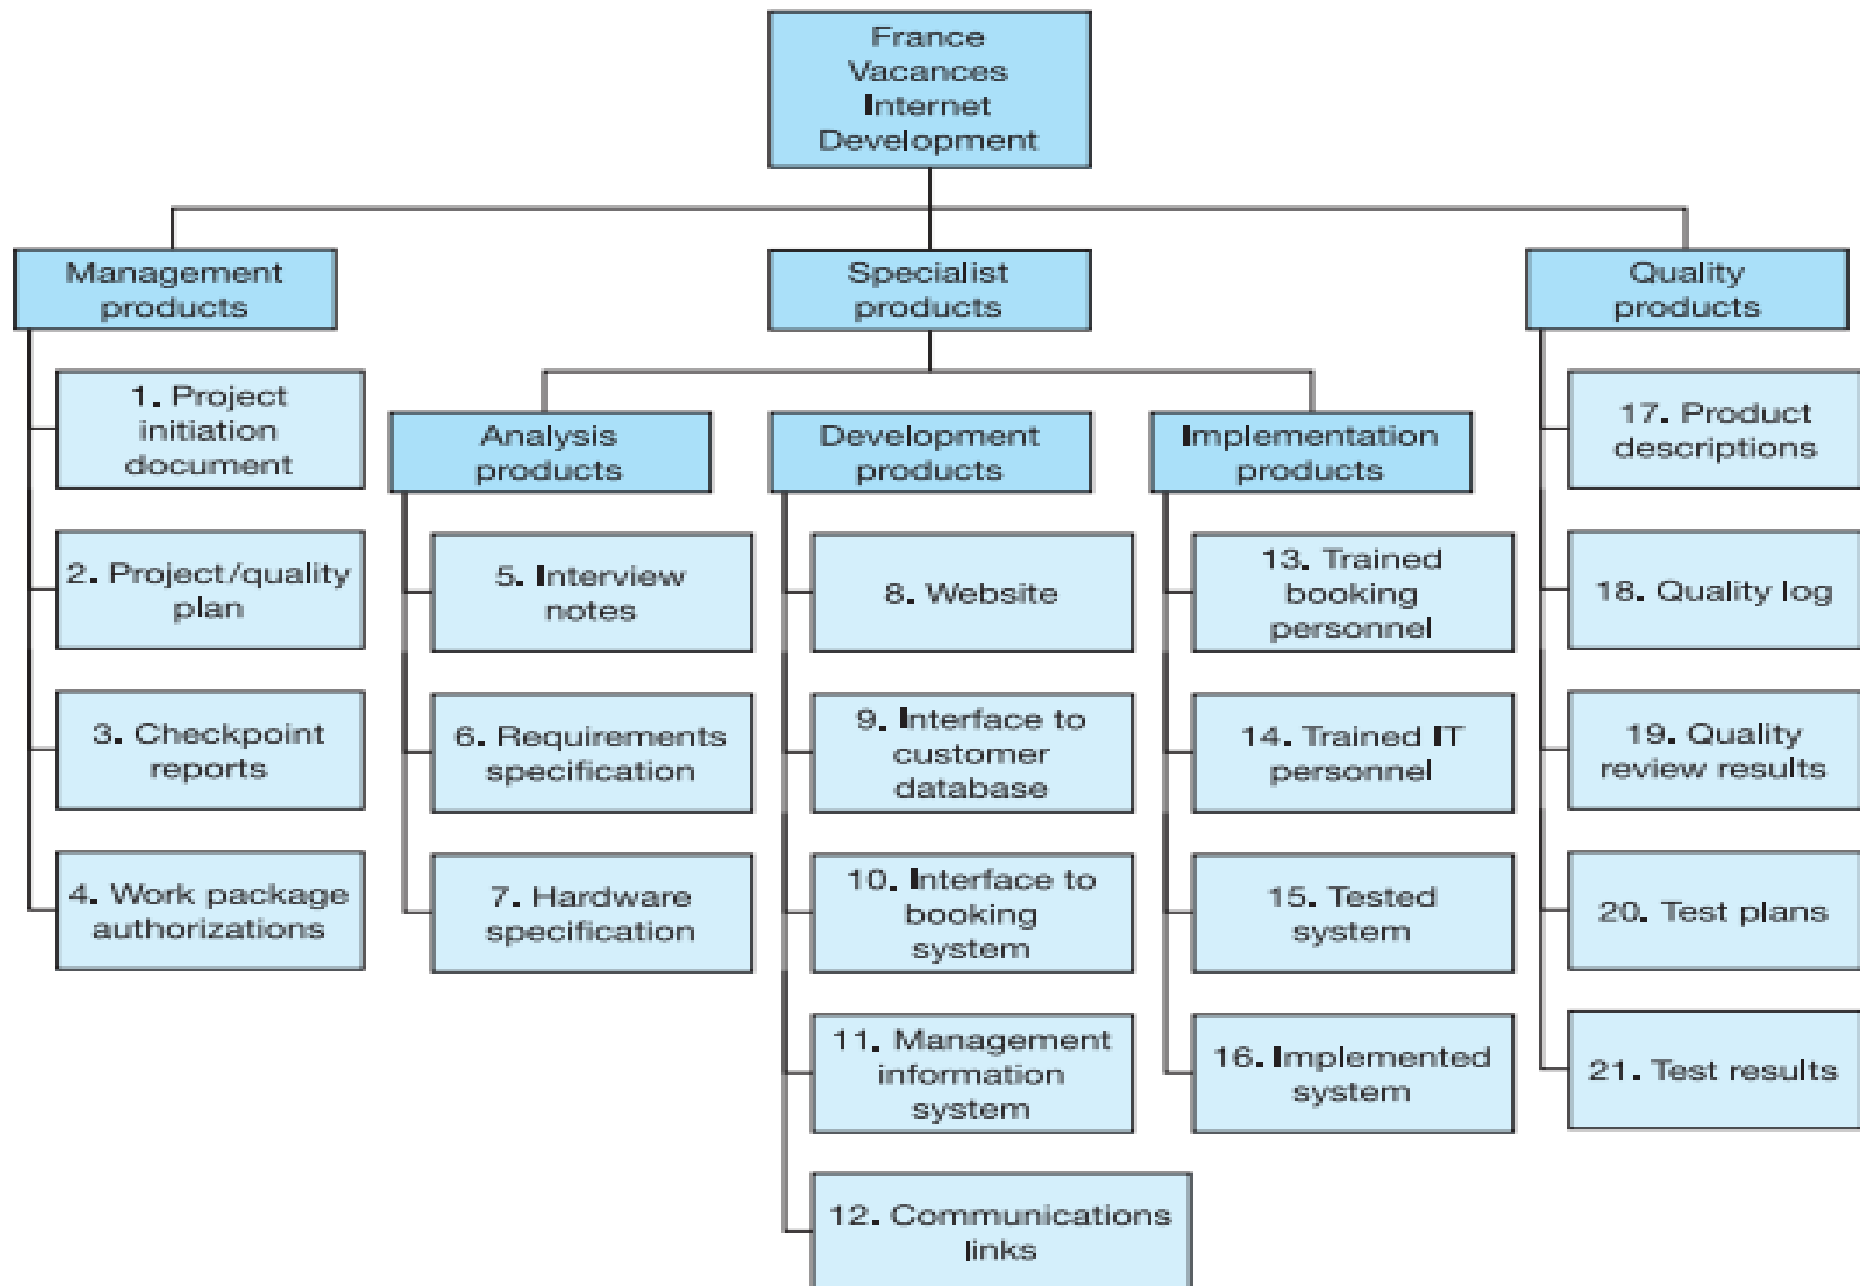 France
Vacances
Internet
Development
Management
products
Specialist
products
Quality
products
1. Project
initiation
document
2. Project/quality
plan
3. Checkpoint
reports
4. Work package
authorizations
Analysis
products
5. Interview
notes
6. Requirements
specification
7. Hardware
specification
Development
products
8. Website
9. Interface to
customer
database
10. Interface to
booking
system
11. Management
information
system
12. Communications
links
Implementation
products
13. Trained
booking
personnel
14. Trained IT
personnel
15. Tested
system
16. Implemented
system
17. Product
descriptions
18. Quality log
19. Quality
review results
20. Test plans
21. Test results